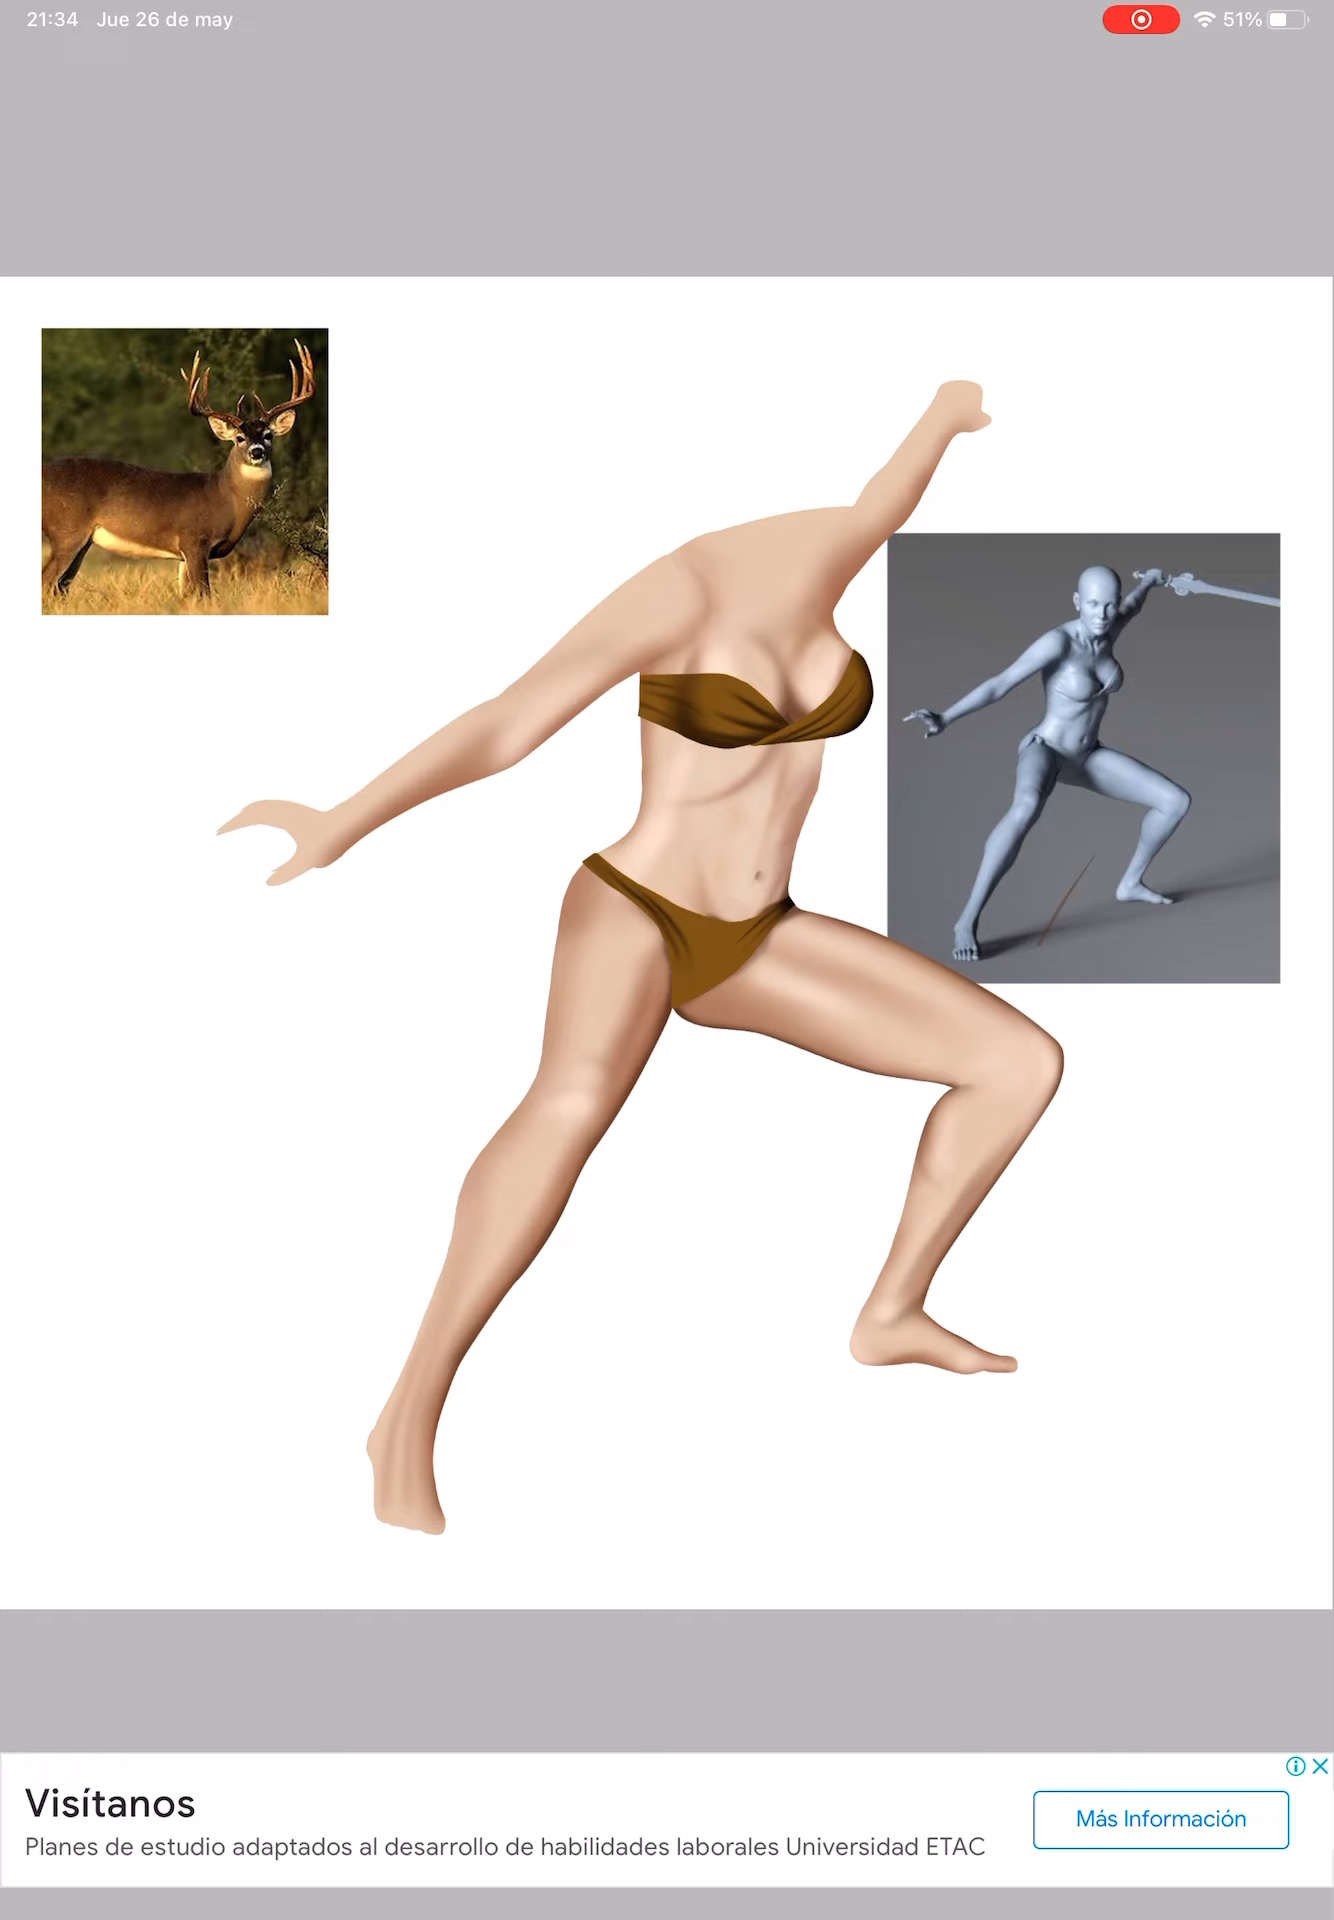 21:34 Jue 26 de may 51%
Visítanos
Planes de estudio adaptados al desarrollo de habilidades laborales Universidad ETAC
Más Información